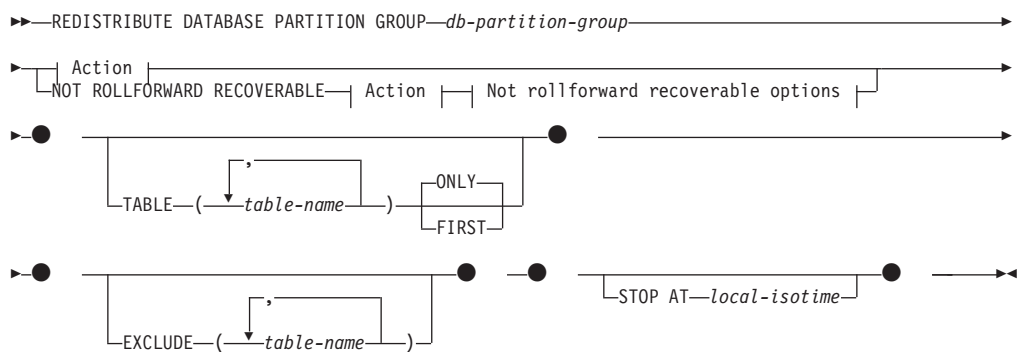 REDISTRIBUTE DATABASE PARTITION GROUP db-partition-group
Action
NOT ROLLFORWARD RECOVERABLE Action Not rollforward recoverable options
,
ONLY
TABLE ( table-name )
FIRST
,
STOP AT local-isotime
EXCLUDE ( table-name )